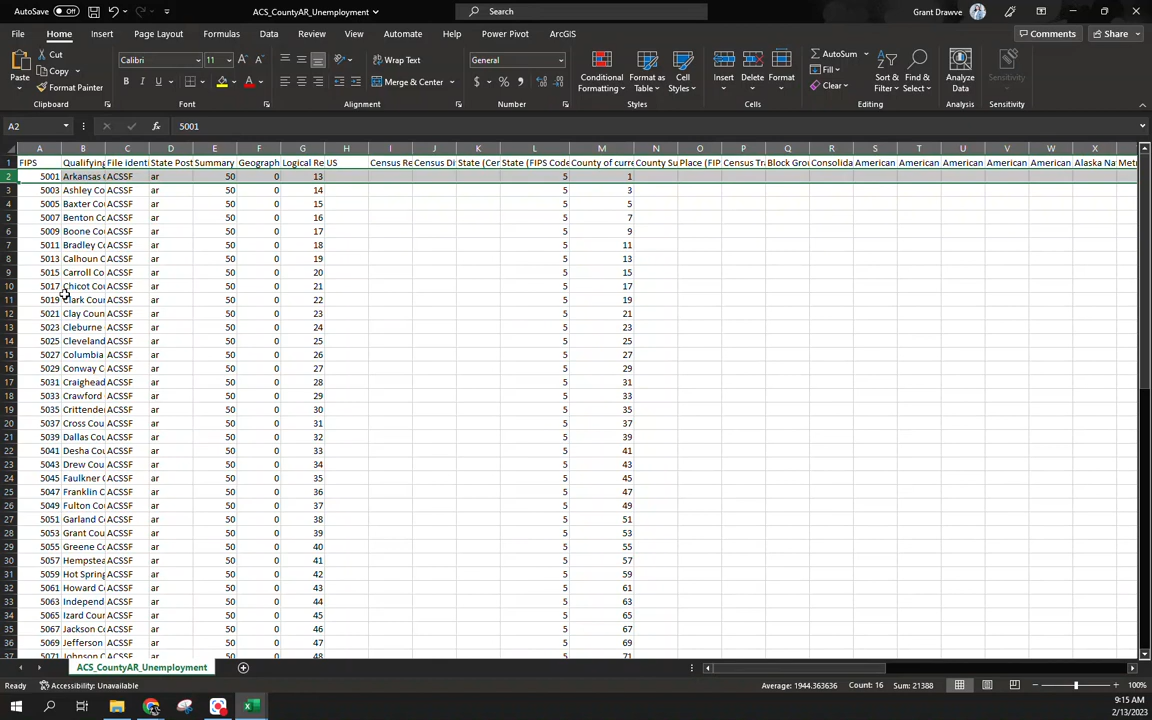 AutoSave Off ACS_CountyAR_Unemployment Search Grant Drawve
File Home Insert Page Layout Formulas Data Review View Automate Help Power Pivot ArcGIS Comments Share
Paste Cut Copy Format Painter Calibri 11 Wrap Text Merge & Center General Conditional Formatting Format as Table Cell Styles Insert Delete Format AutoSum Fill Clear Sort & Filter Find & Select Analyze Data Sensitivity
Clipboard Font Alignment Number Styles Cells Editing Analysis Sensitivity
A2 5001
A B C D E F G H I J K L M N O P Q R S T U V W X
1 FIPS Qualifying File identi State Post Summary Geograph Logical Re US Census Re Census Di State (Cen State (FIPS Code County of curre County Su Place (FIP Census Tra Block Gro Consolida American American American American American Alaska Na Metr
2 5001 Arkansas C ACSSF ar 50 0 13 5 1
3 5003 Ashley Co ACSSF ar 50 0 14 5 3
4 5005 Baxter Co ACSSF ar 50 0 15 5 5
5 5007 Benton Co ACSSF ar 50 0 16 5 7
6 5009 Boone Co ACSSF ar 50 0 17 5 9
7 5011 Bradley Co ACSSF ar 50 0 18 5 11
8 5013 Calhoun C ACSSF ar 50 0 19 5 13
9 5015 Carroll Co ACSSF ar 50 0 20 5 15
10 5017 Chicot Cou ACSSF ar 50 0 21 5 17
11 5019 Clark Coun ACSSF ar 50 0 22 5 19
12 5021 Clay Coun ACSSF ar 50 0 23 5 21
13 5023 Cleburne ACSSF ar 50 0 24 5 23
14 5025 Cleveland ACSSF ar 50 0 25 5 25
15 5027 Columbia ACSSF ar 50 0 26 5 27
16 5029 Conway C ACSSF ar 50 0 27 5 29
17 5031 Craighead ACSSF ar 50 0 28 5 31
18 5033 Crawford ACSSF ar 50 0 29 5 33
19 5035 Crittender ACSSF ar 50 0 30 5 35
20 5037 Cross Cou ACSSF ar 50 0 31 5 37
21 5039 Dallas Cou ACSSF ar 50 0 32 5 39
22 5041 Desha Co ACSSF ar 50 0 33 5 41
23 5043 Drew Cou ACSSF ar 50 0 34 5 43
24 5045 Faulkner C ACSSF ar 50 0 35 5 45
25 5047 Franklin C ACSSF ar 50 0 36 5 47
26 5049 Fulton Co ACSSF ar 50 0 37 5 49
27 5051 Garland C ACSSF ar 50 0 38 5 51
28 5053 Grant Cou ACSSF ar 50 0 39 5 53
29 5055 Greene Co ACSSF ar 50 0 40 5 55
30 5057 Hempstea ACSSF ar 50 0 41 5 57
31 5059 Hot Spring ACSSF ar 50 0 42 5 59
32 5061 Howard C ACSSF ar 50 0 43 5 61
33 5063 Independ ACSSF ar 50 0 44 5 63
34 5065 Izard Coun ACSSF ar 50 0 45 5 65
35 5067 Jackson Co ACSSF ar 50 0 46 5 67
36 5069 Jefferson ACSSF ar 50 0 47 5 69
37 5071 Johnson C ACSSF ar 50 0 48 5 71
ACS_CountyAR_Unemployment
Ready Accessibility: Unavailable Average: 1944.363636 Count: 16 Sum: 21388 100%
9:15 AM
2/13/2023